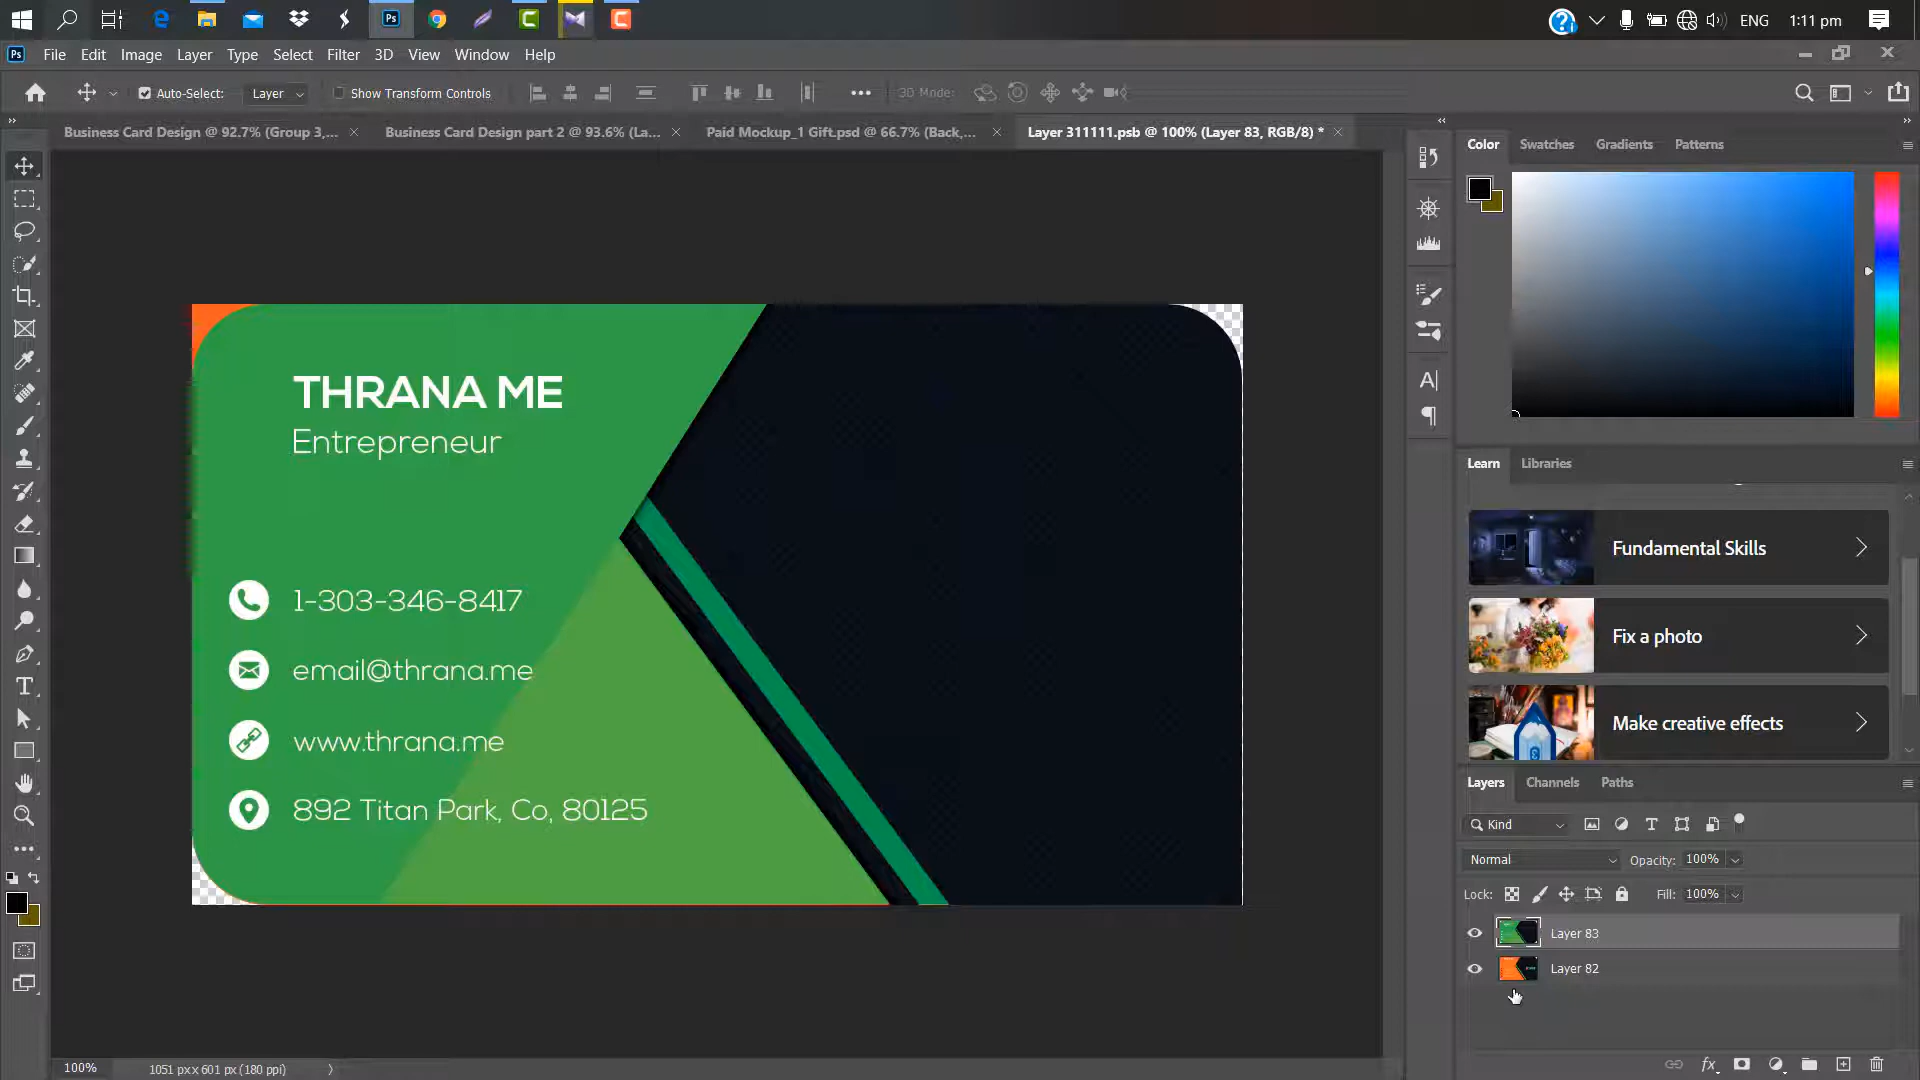 ENG
1:11 pm
Ps
File Edit Image Layer Type Select Filter 3D View Window Help
Auto-Select: Layer Show Transform Controls 3D Mode:
Business Card Design @ 92.7% (Group 3,...
Business Card Design part 2 @ 93.6% (La...
Paid Mockup_1 Gift.psd @ 66.7% (Back,...
Layer 311111.psb @ 100% (Layer 83, RGB/8) *
Color Swatches Gradients Patterns
THRANA ME
Entrepreneur
1-303-346-8417
email@thrana.me
www.thrana.me
892 Titan Park, Co, 80125
Learn Libraries
Fundamental Skills
Fix a photo
Make creative effects
Layers Channels Paths
Kind
Normal Opacity: 100%
Lock: Fill: 100%
Layer 83
Layer 82
100% 1051 px x 601 px (180 ppi)